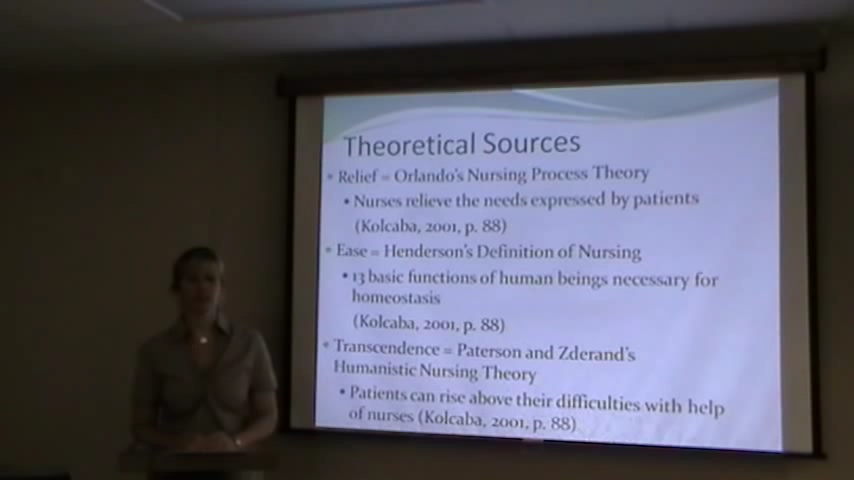 Theoretical Sources
• Relief = Orlando's Nursing Process Theory
• Nurses relieve the needs expressed by patients
(Kolcaba, 2001, p. 88)
• Ease = Henderson's Definition of Nursing
• 13 basic functions of human beings necessary for
homeostasis
(Kolcaba, 2001, p. 88)
• Transcendence = Paterson and Zderand's
Humanistic Nursing Theory
• Patients can rise above their difficulties with help
of nurses (Kolcaba, 2001, p. 88)